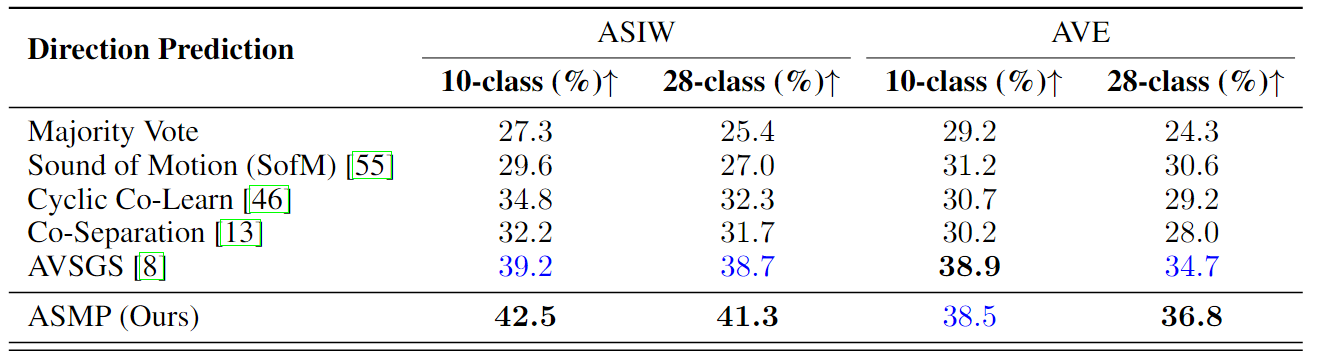 Direction Prediction ASIW AVE
10-class (%)↑ 28-class (%)↑ 10-class (%)↑ 28-class (%)↑
Majority Vote 27.3 25.4 29.2 24.3
Sound of Motion (SofM) [55] 29.6 27.0 31.2 30.6
Cyclic Co-Learn [46] 34.8 32.3 30.7 29.2
Co-Separation [13] 32.2 31.7 30.2 28.0
AVSGS [8] 39.2 38.7 38.9 34.7
ASMP (Ours) 42.5 41.3 38.5 36.8